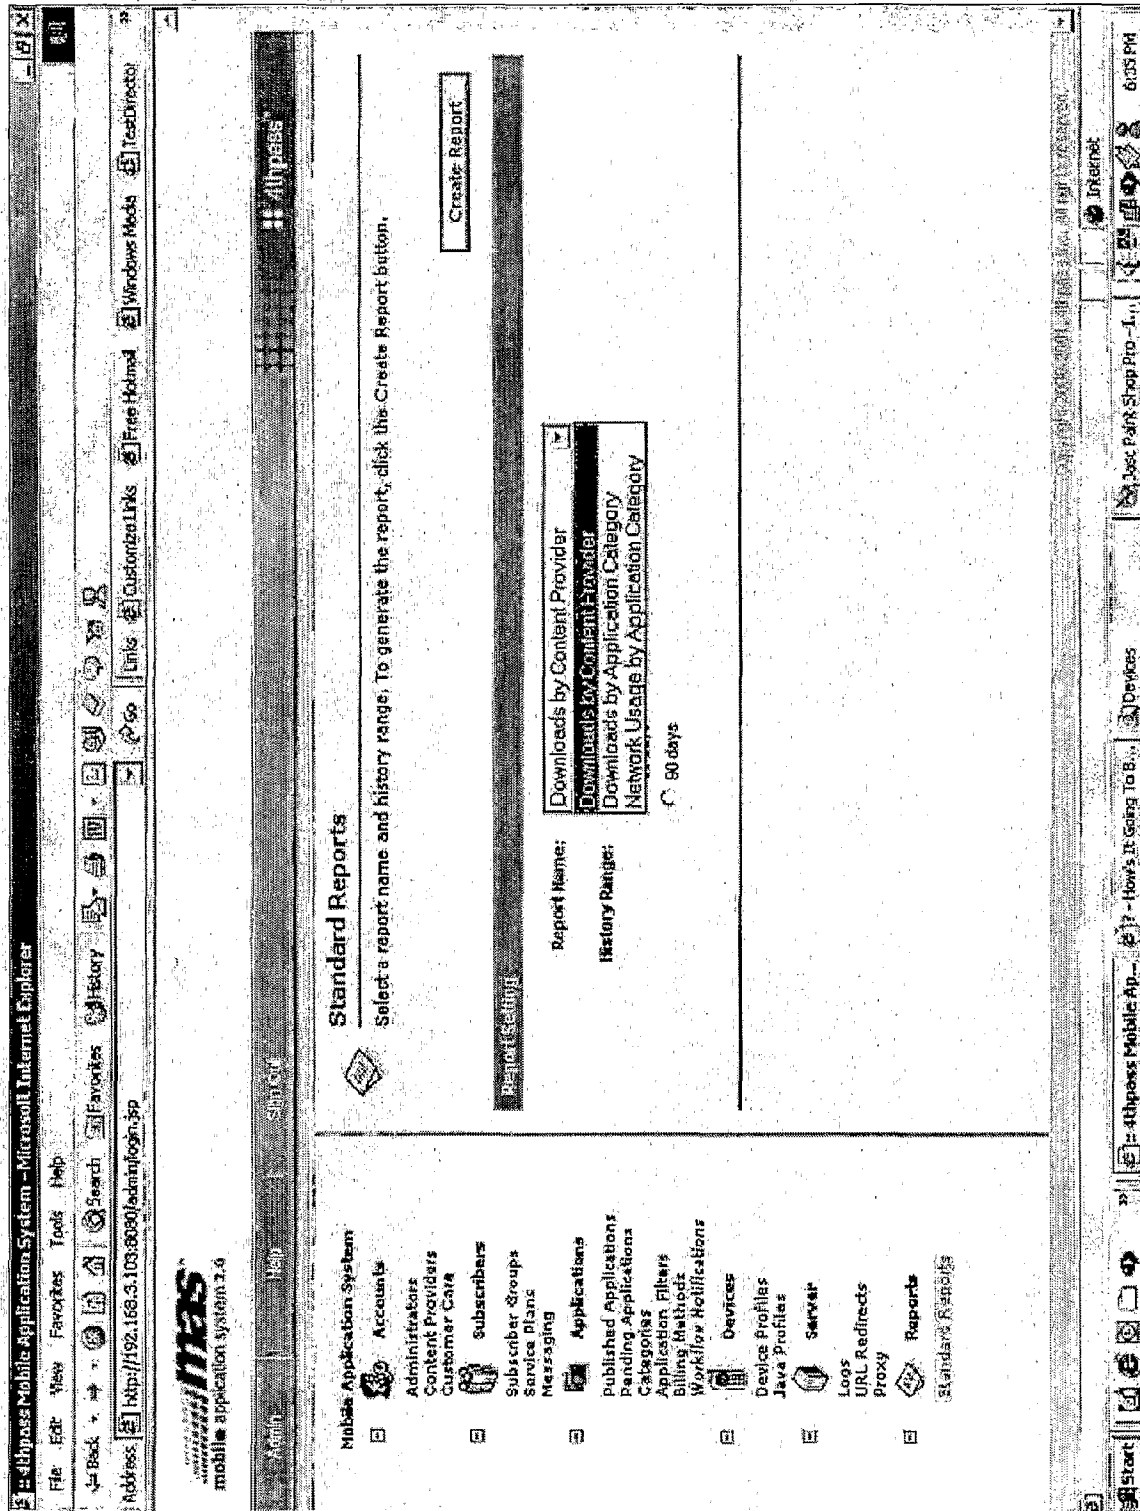 :: 4thpass Mobile Application System - Microsoft Internet Explorer
File Edit View Favorites Tools Help
Back Search Favorites History
Address http://192.168.3.103:8080/admin/login.jsp Go Links Customize Links Free Hotmail Windows Media TestDirector
mas
mobile application system 2.0
Admin Help Sign Out 4thpass
Mobile Application System
Accounts
Administrators
Content Providers
Customer Care
Subscribers
Subscriber Groups
Service Plans
Messaging
Applications
Published Applications
Pending Applications
Categories
Application Filters
Billing Methods
Workflow Notifications
Devices
Device Profiles
Java Profiles
Server
Logs
URL Redirects
Proxy
Reports
Standard Reports
Standard Reports
Select a report name and history range. To generate the report, click the Create Report button.
Create Report
Report Setting
Report Name: Downloads by Content Provider
Downloads by Content Provider
History Range: Downloads by Application Category
Network Usage by Application Category
90 days
Internet
Start :: 4thpass Mobile Ap... ? - How's It Going To B... Devices Jasc Paint Shop Pro - I... 6:35 PM